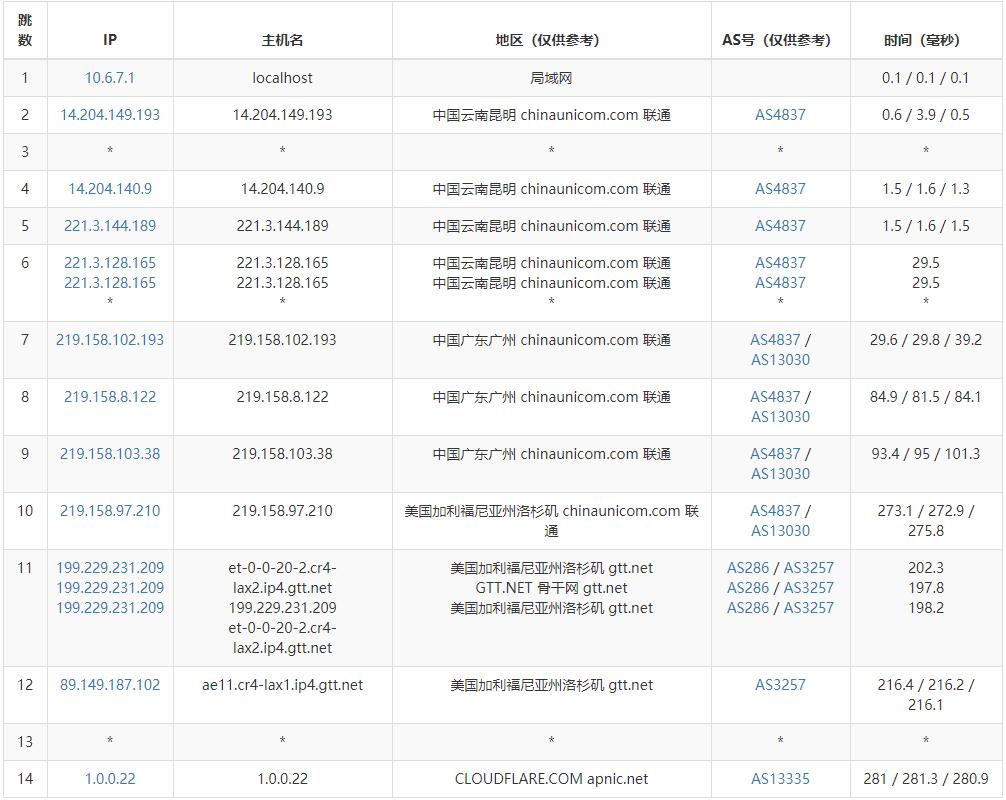 跳数 IP 主机名 地区（仅供参考） AS号（仅供参考） 时间（毫秒）
1 10.6.7.1 localhost 局域网 0.1 / 0.1 / 0.1
2 14.204.149.193 14.204.149.193 中国云南昆明 chinaunicom.com 联通 AS4837 0.6 / 3.9 / 0.5
3 * * * * *
4 14.204.140.9 14.204.140.9 中国云南昆明 chinaunicom.com 联通 AS4837 1.5 / 1.6 / 1.3
5 221.3.144.189 221.3.144.189 中国云南昆明 chinaunicom.com 联通 AS4837 1.5 / 1.6 / 1.5
6 221.3.128.165 221.3.128.165 中国云南昆明 chinaunicom.com 联通 AS4837 29.5
221.3.128.165 221.3.128.165 中国云南昆明 chinaunicom.com 联通 AS4837 29.5
* * * * *
7 219.158.102.193 219.158.102.193 中国广东广州 chinaunicom.com 联通 AS4837 / 29.6 / 29.8 / 39.2
AS13030
8 219.158.8.122 219.158.8.122 中国广东广州 chinaunicom.com 联通 AS4837 / 84.9 / 81.5 / 84.1
AS13030
9 219.158.103.38 219.158.103.38 中国广东广州 chinaunicom.com 联通 AS4837 / 93.4 / 95 / 101.3
AS13030
10 219.158.97.210 219.158.97.210 美国加利福尼亚州洛杉矶 chinaunicom.com 联 AS4837 / 273.1 / 272.9 /
通 AS13030 275.8
11 199.229.231.209 et-0-0-20-2.cr4- 美国加利福尼亚州洛杉矶 gtt.net AS286 / AS3257 202.3
199.229.231.209 lax2.ip4.gtt.net GTT.NET 骨干网 gtt.net AS286 / AS3257 197.8
199.229.231.209 199.229.231.209 美国加利福尼亚州洛杉矶 gtt.net AS286 / AS3257 198.2
et-0-0-20-2.cr4-
lax2.ip4.gtt.net
12 89.149.187.102 ae11.cr4-lax1.ip4.gtt.net 美国加利福尼亚州洛杉矶 gtt.net AS3257 216.4 / 216.2 /
216.1
13 * * * * *
14 1.0.0.22 1.0.0.22 CLOUDFLARE.COM apnic.net AS13335 281 / 281.3 / 280.9